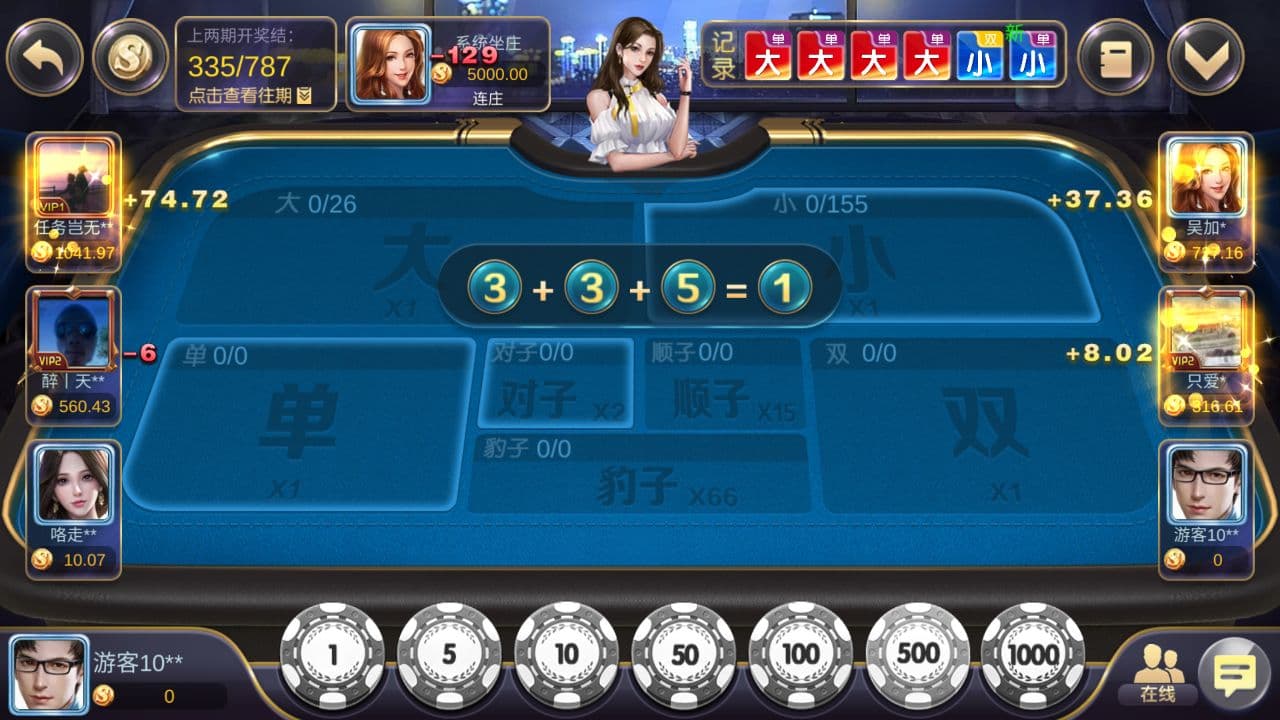 上两期开奖结：
335/787
点击查看往期
系统坐庄
-129
5000.00
连庄
记录
单 大
单 大
单 大
单 大
双 小
新 单 小
VIP1
任务岂无**
1041.97
+74.72
VIP2
醉丨天**
560.43
-6
咯走**
10.07
大 0/26
大
X1
小 0/155
小
X1
3 + 3 + 5 = 1
单 0/0
单
X1
对子 0/0
对子 X2
顺子 0/0
顺子 X15
豹子 0/0
豹子 X66
双 0/0
双
X1
+37.36
吴加*
+8.02
VIP2
只爱*
316.61
游客10**
0
游客10**
0
1
5
10
50
100
500
1000
在线